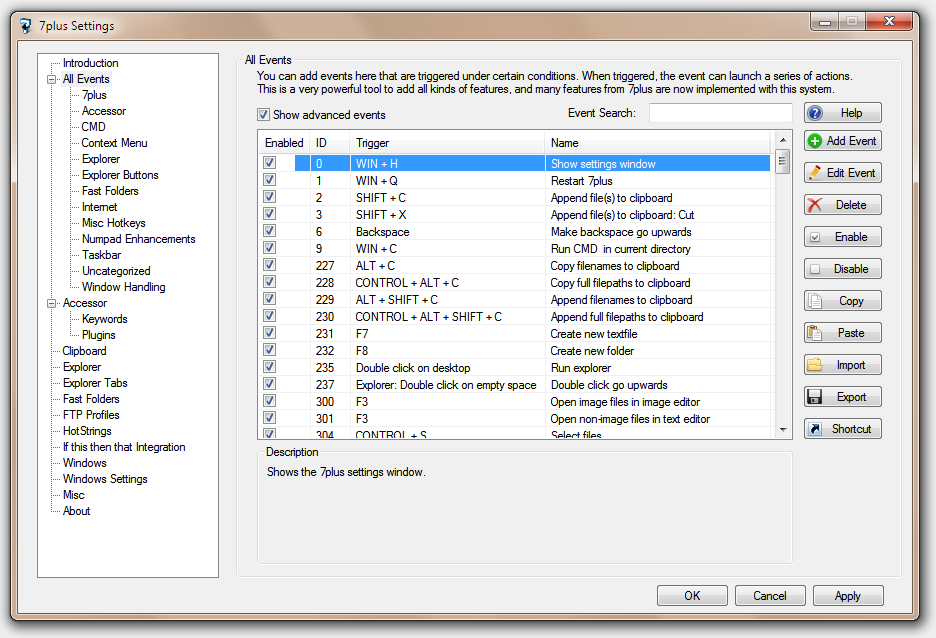 7plus Settings
Introduction
All Events
7plus
Accessor
CMD
Context Menu
Explorer
Explorer Buttons
Fast Folders
Internet
Misc Hotkeys
Numpad Enhancements
Taskbar
Uncategorized
Window Handling
Accessor
Keywords
Plugins
Clipboard
Explorer
Explorer Tabs
Fast Folders
FTP Profiles
HotStrings
If this then that Integration
Windows
Windows Settings
Misc
About
All Events
You can add events here that are triggered under certain conditions. When triggered, the event can launch a series of actions.
This is a very powerful tool to add all kinds of features, and many features from 7plus are now implemented with this system.
Show advanced events
Event Search:
Enabled ID Trigger Name
0 WIN + H Show settings window
1 WIN + Q Restart 7plus
2 SHIFT + C Append file(s) to clipboard
3 SHIFT + X Append file(s) to clipboard: Cut
6 Backspace Make backspace go upwards
9 WIN + C Run CMD in current directory
227 ALT + C Copy filenames to clipboard
228 CONTROL + ALT + C Copy full filepaths to clipboard
229 ALT + SHIFT + C Append filenames to clipboard
230 CONTROL + ALT + SHIFT + C Append full filepaths to clipboard
231 F7 Create new textfile
232 F8 Create new folder
235 Double click on desktop Run explorer
237 Explorer: Double click on empty space Double click go upwards
300 F3 Open image files in image editor
301 F3 Open non-image files in text editor
304 CONTROL + S Select files
Help
Add Event
Edit Event
Delete
Enable
Disable
Copy
Paste
Import
Export
Shortcut
Description
Shows the 7plus settings window.
OK
Cancel
Apply